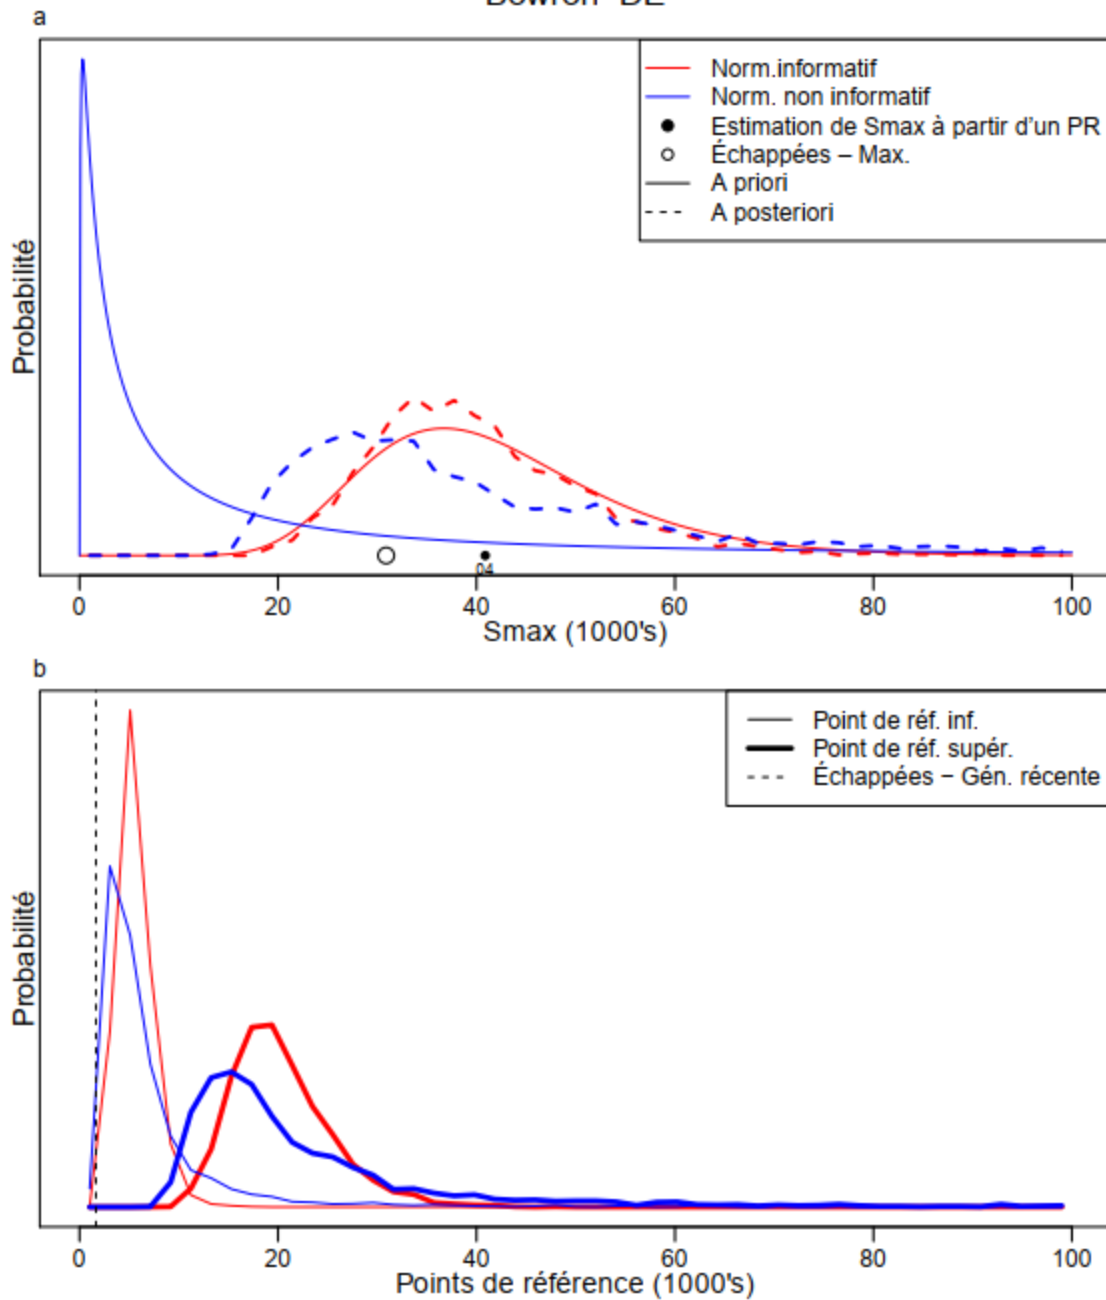 a
Norm.informatif
Norm. non informatif
Estimation de Smax à partir d'un PR
Échappées – Max.
A priori
A posteriori
Probabilité
04
0 20 40 60 80 100
Smax (1000's)
b
Point de réf. inf.
Point de réf. supér.
Échappées − Gén. récente
Probabilité
0 20 40 60 80 100
Points de référence (1000's)